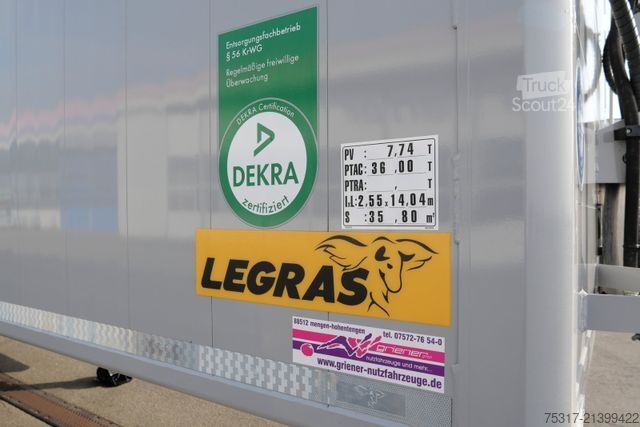 Entsorgungsfachbetrieb
§ 56 KrWG
Regelmäßige freiwillige
Überwachung
DEKRA Certification
DEKRA
zertifiziert
PV : 7,74 T
PTAC: 36 ,00 T
PTRA: , T
l.L: 2,55 x 14,04 m
S : 35 ,80 m²
LEGRAS
88512 mengen-hohentengen tel. 07572-76 54-0
griener gmbh
nutzfahrzeuge und mehr...
www.griener-nutzfahrzeuge.de
Truck
Scout24
75317-21399422